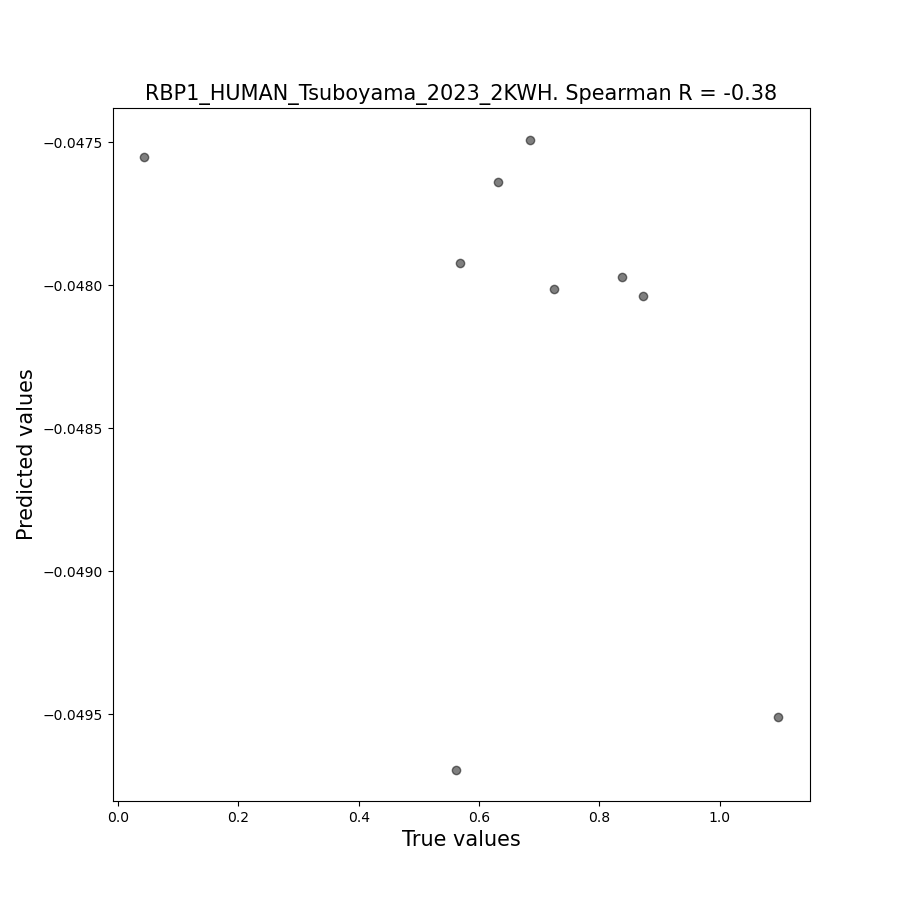 RBP1_HUMAN_Tsuboyama_2023_2KWH. Spearman R = -0.38
−0.0475
−0.0480
−0.0485
−0.0490
−0.0495
Predicted values
0.0 0.2 0.4 0.6 0.8 1.0
True values